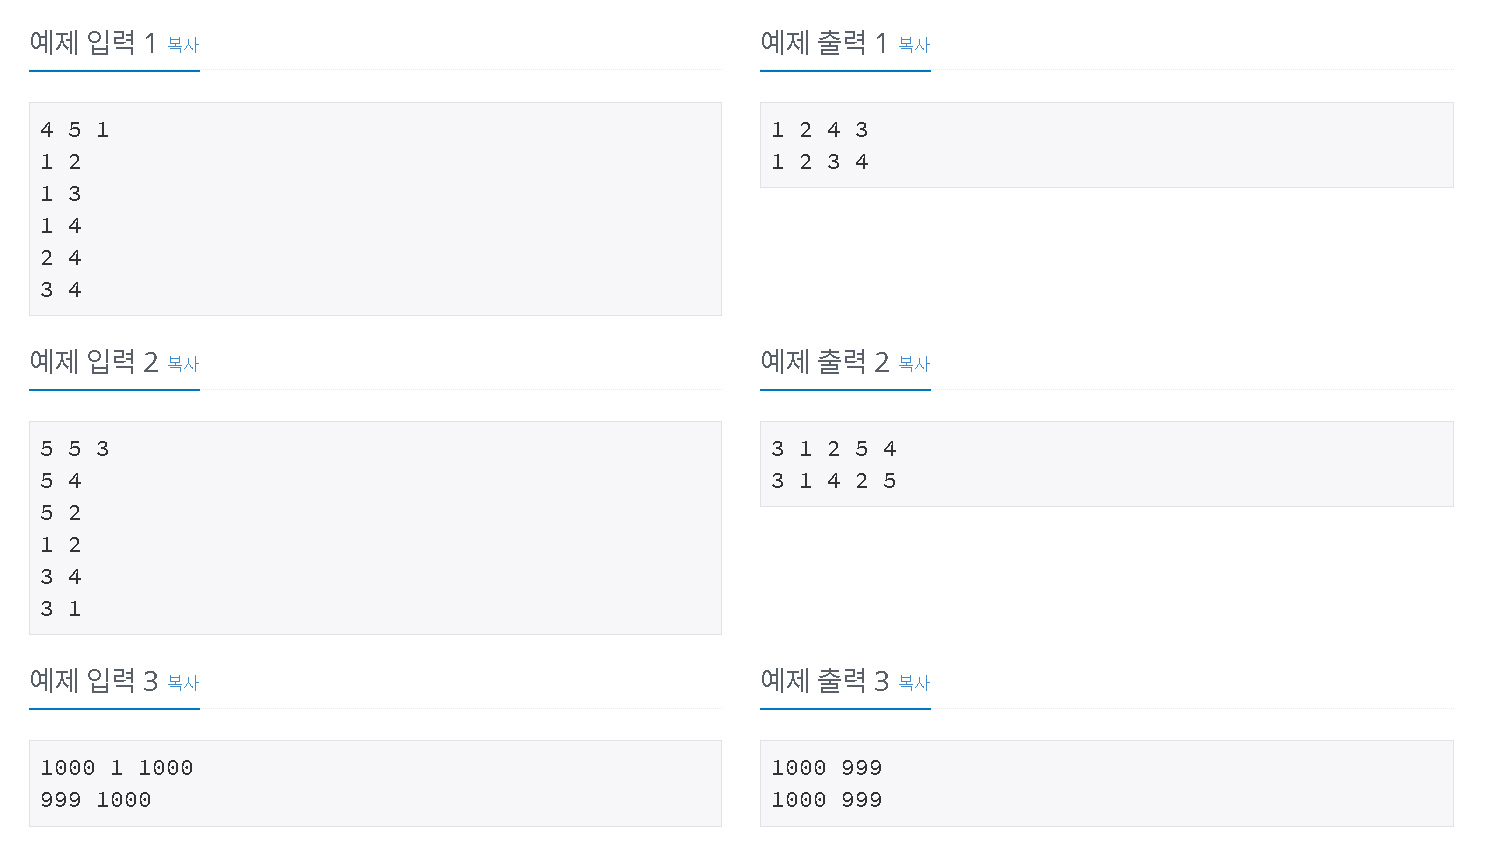 예제 입력 1 복사
4 5 1
1 2
1 3
1 4
2 4
3 4
예제 출력 1 복사
1 2 4 3
1 2 3 4
예제 입력 2 복사
5 5 3
5 4
5 2
1 2
3 4
3 1
예제 출력 2 복사
3 1 2 5 4
3 1 4 2 5
예제 입력 3 복사
1000 1 1000
999 1000
예제 출력 3 복사
1000 999
1000 999